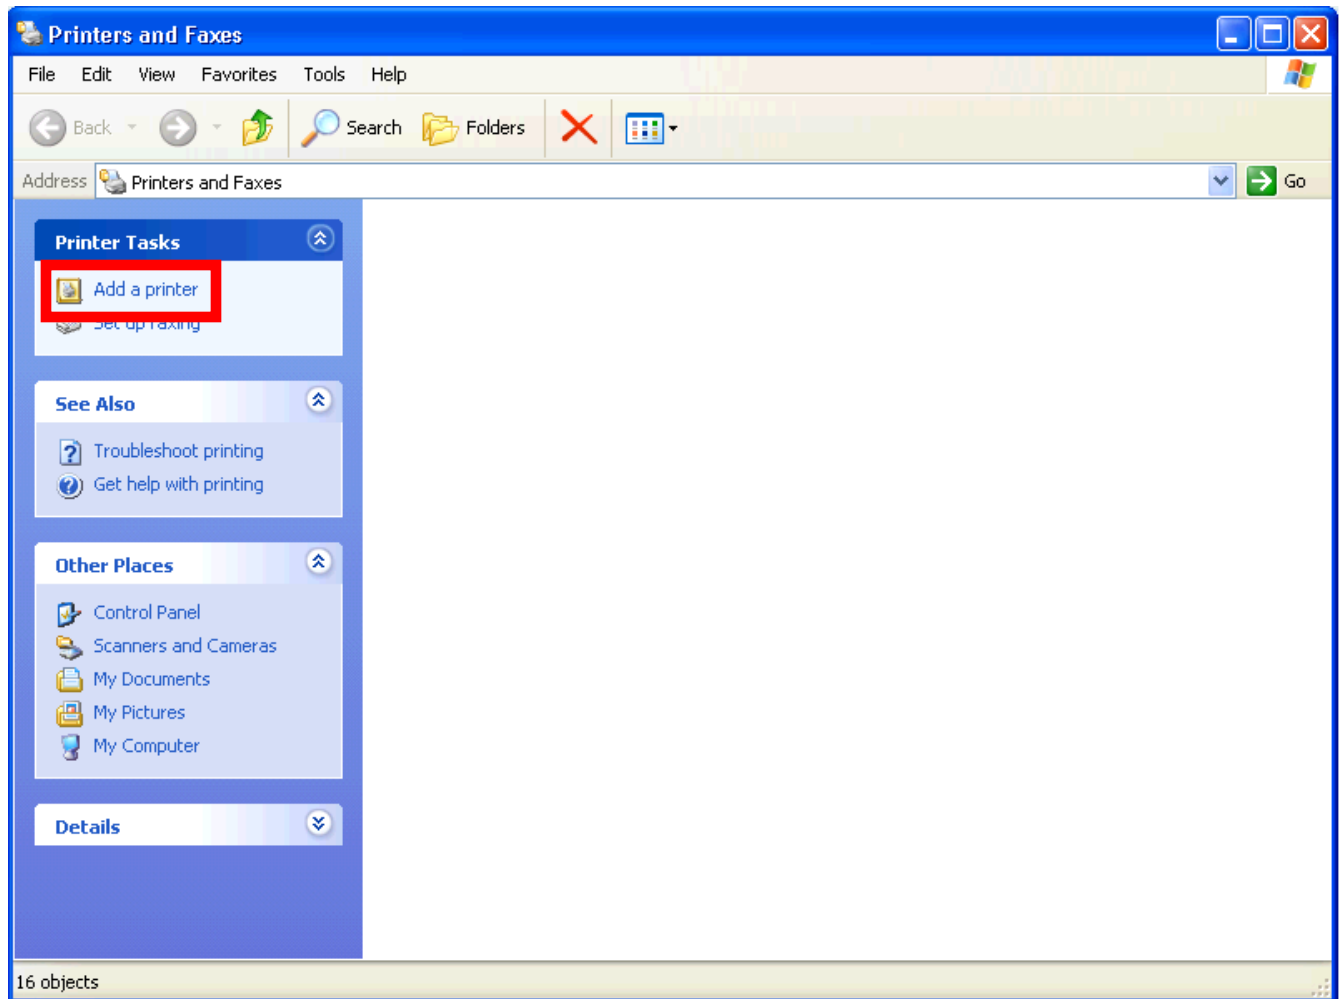 Printers and Faxes
File Edit View Favorites Tools Help
Back Search Folders
Address Printers and Faxes Go
Printer Tasks
Add a printer
Set up faxing
See Also
Troubleshoot printing
Get help with printing
Other Places
Control Panel
Scanners and Cameras
My Documents
My Pictures
My Computer
Details
16 objects